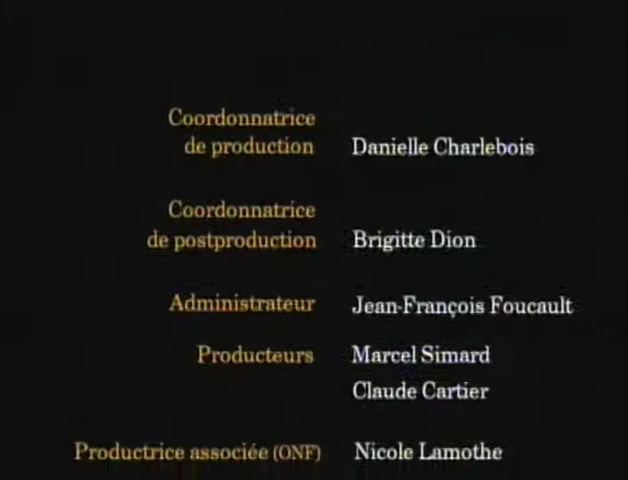 Coordonnatrice
de production Danielle Charlebois
Coordonnatrice
de postproduction Brigitte Dion
Administrateur Jean-François Foucault
Producteurs Marcel Simard
Claude Cartier
Productrice associée (ONF) Nicole Lamothe